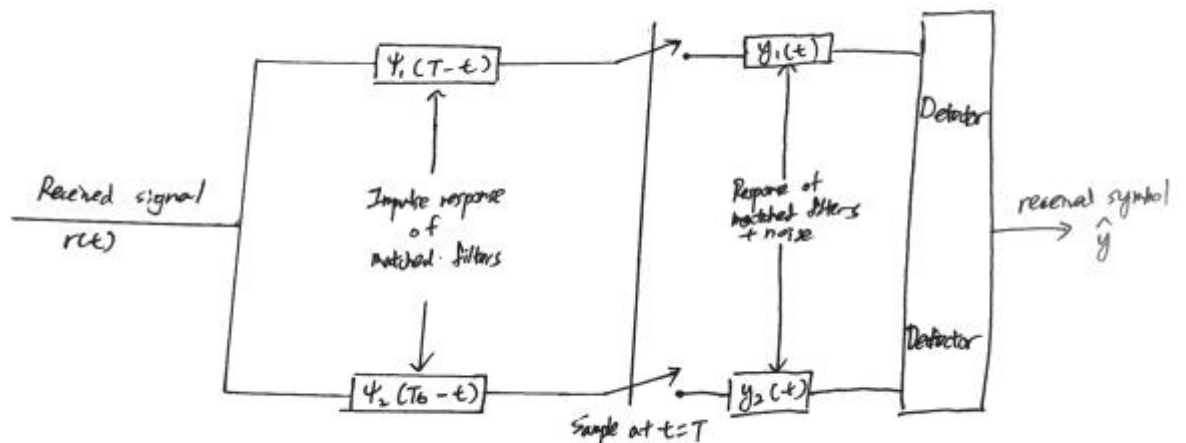 ψ₁(T-t)
y₁(t)
Detector
Received signal
r(t)
Impulse response
of
matched filters
Response of
matched filters
+ noise
received symbol
ŷ
Detector
ψ₂(T₆-t)
y₂(t)
Sample at t=T